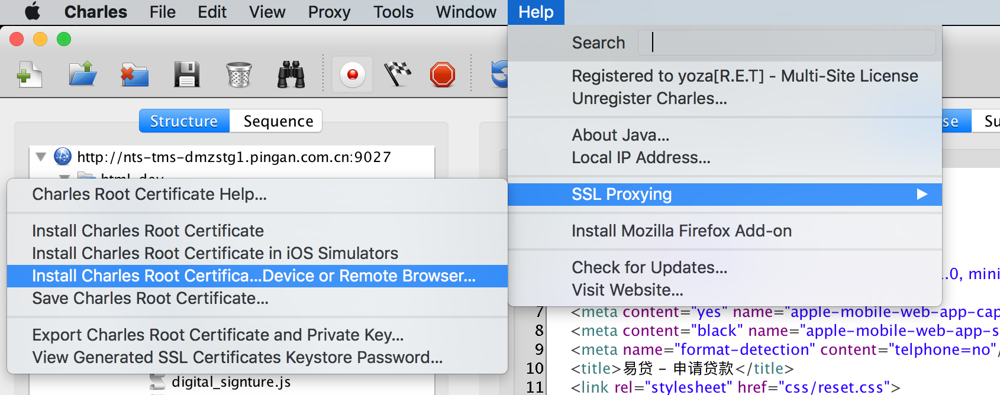 Charles File Edit View Proxy Tools Window Help
Search
Registered to yoza[R.E.T] - Multi-Site License
Unregister Charles...
Structure Sequence
se Su
About Java...
Local IP Address...
http://nts-tms-dmzstg1.pingan.com.cn:9027
html_dev
SSL Proxying
Charles Root Certificate Help...
Install Charles Root Certificate
Install Charles Root Certificate in iOS Simulators
Install Charles Root Certifica...Device or Remote Browser...
Save Charles Root Certificate...
Export Charles Root Certificate and Private Key...
View Generated SSL Certificates Keystore Password...
digital_signture.js
Install Mozilla Firefox Add-on
Check for Updates...
Visit Website...
.0, mini
7 <meta content="yes" name="apple-mobile-web-app-cap
8 <meta content="black" name="apple-mobile-web-app-s
9 <meta name="format-detection" content="telphone=no"/
10 <title>易贷 - 申请贷款</title>
11 <link rel="stylesheet" href="css/reset.css">